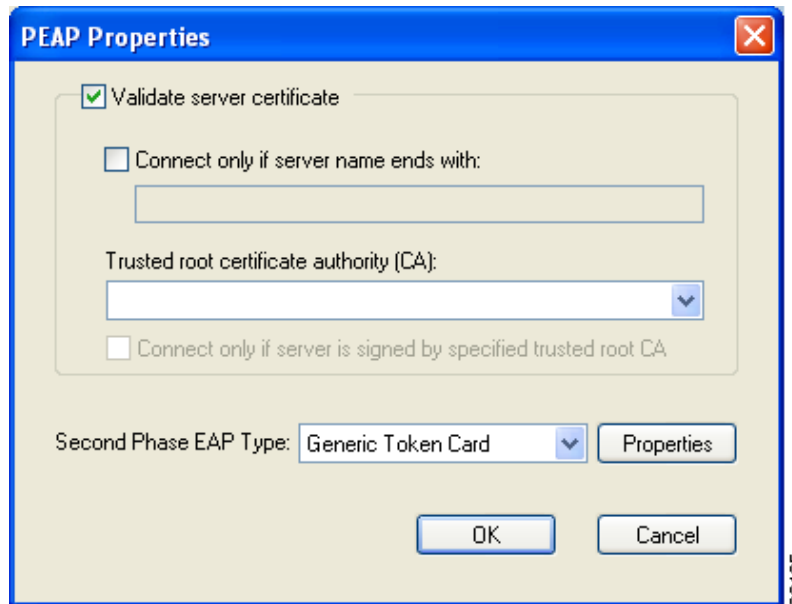 PEAP Properties
Validate server certificate
Connect only if server name ends with:
Trusted root certificate authority (CA):
Connect only if server is signed by specified trusted root CA
Second Phase EAP Type: Generic Token Card Properties
OK Cancel